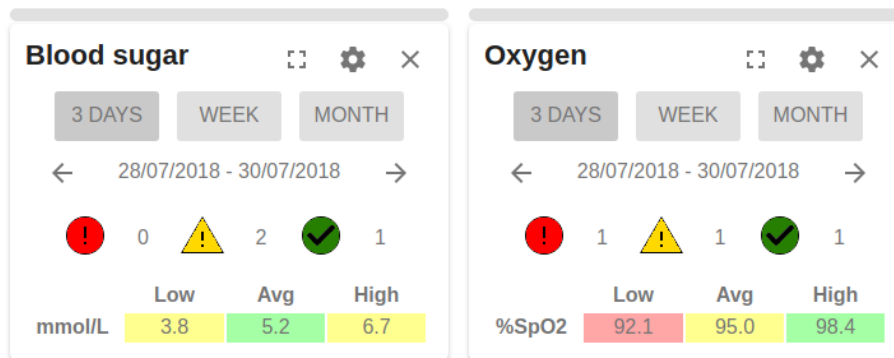 Blood sugar
3 DAYS WEEK MONTH
28/07/2018 - 30/07/2018
! 0 ! 2 1
Low Avg High
mmol/L 3.8 5.2 6.7
Oxygen
3 DAYS WEEK MONTH
28/07/2018 - 30/07/2018
! 1 ! 1 1
Low Avg High
%SpO2 92.1 95.0 98.4